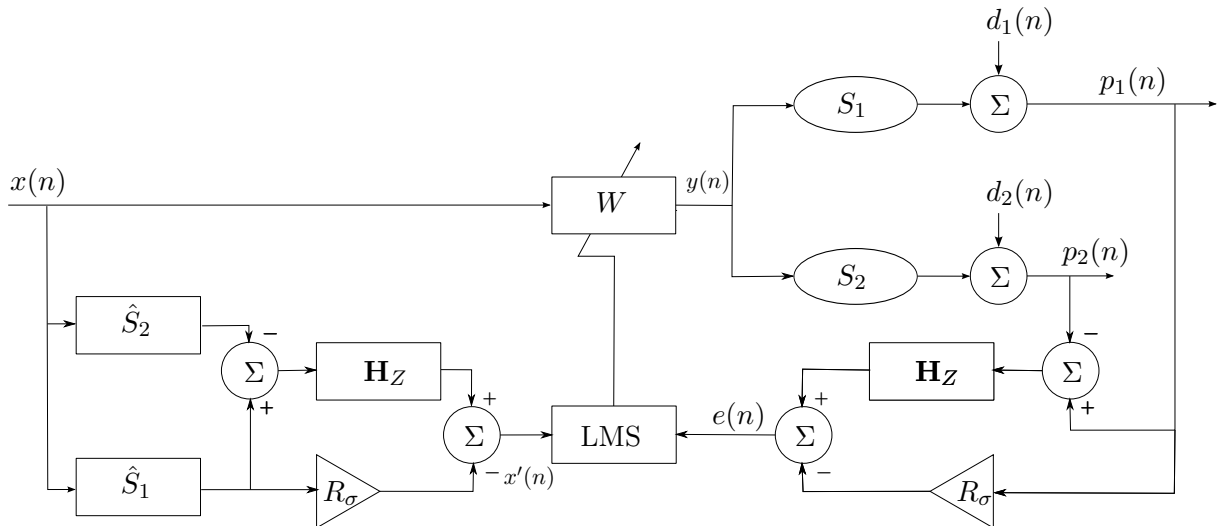 d₁(n)
p₁(n)
S₁
Σ
x(n)
W
y(n)
d₂(n)
p₂(n)
S₂
Σ
Ŝ₂
−
−
Σ
H_Z
H_Z
Σ
+
+
+
+
e(n)
Ŝ₁
Σ
LMS
Σ
−
x′(n)
−
R_σ
R_σ